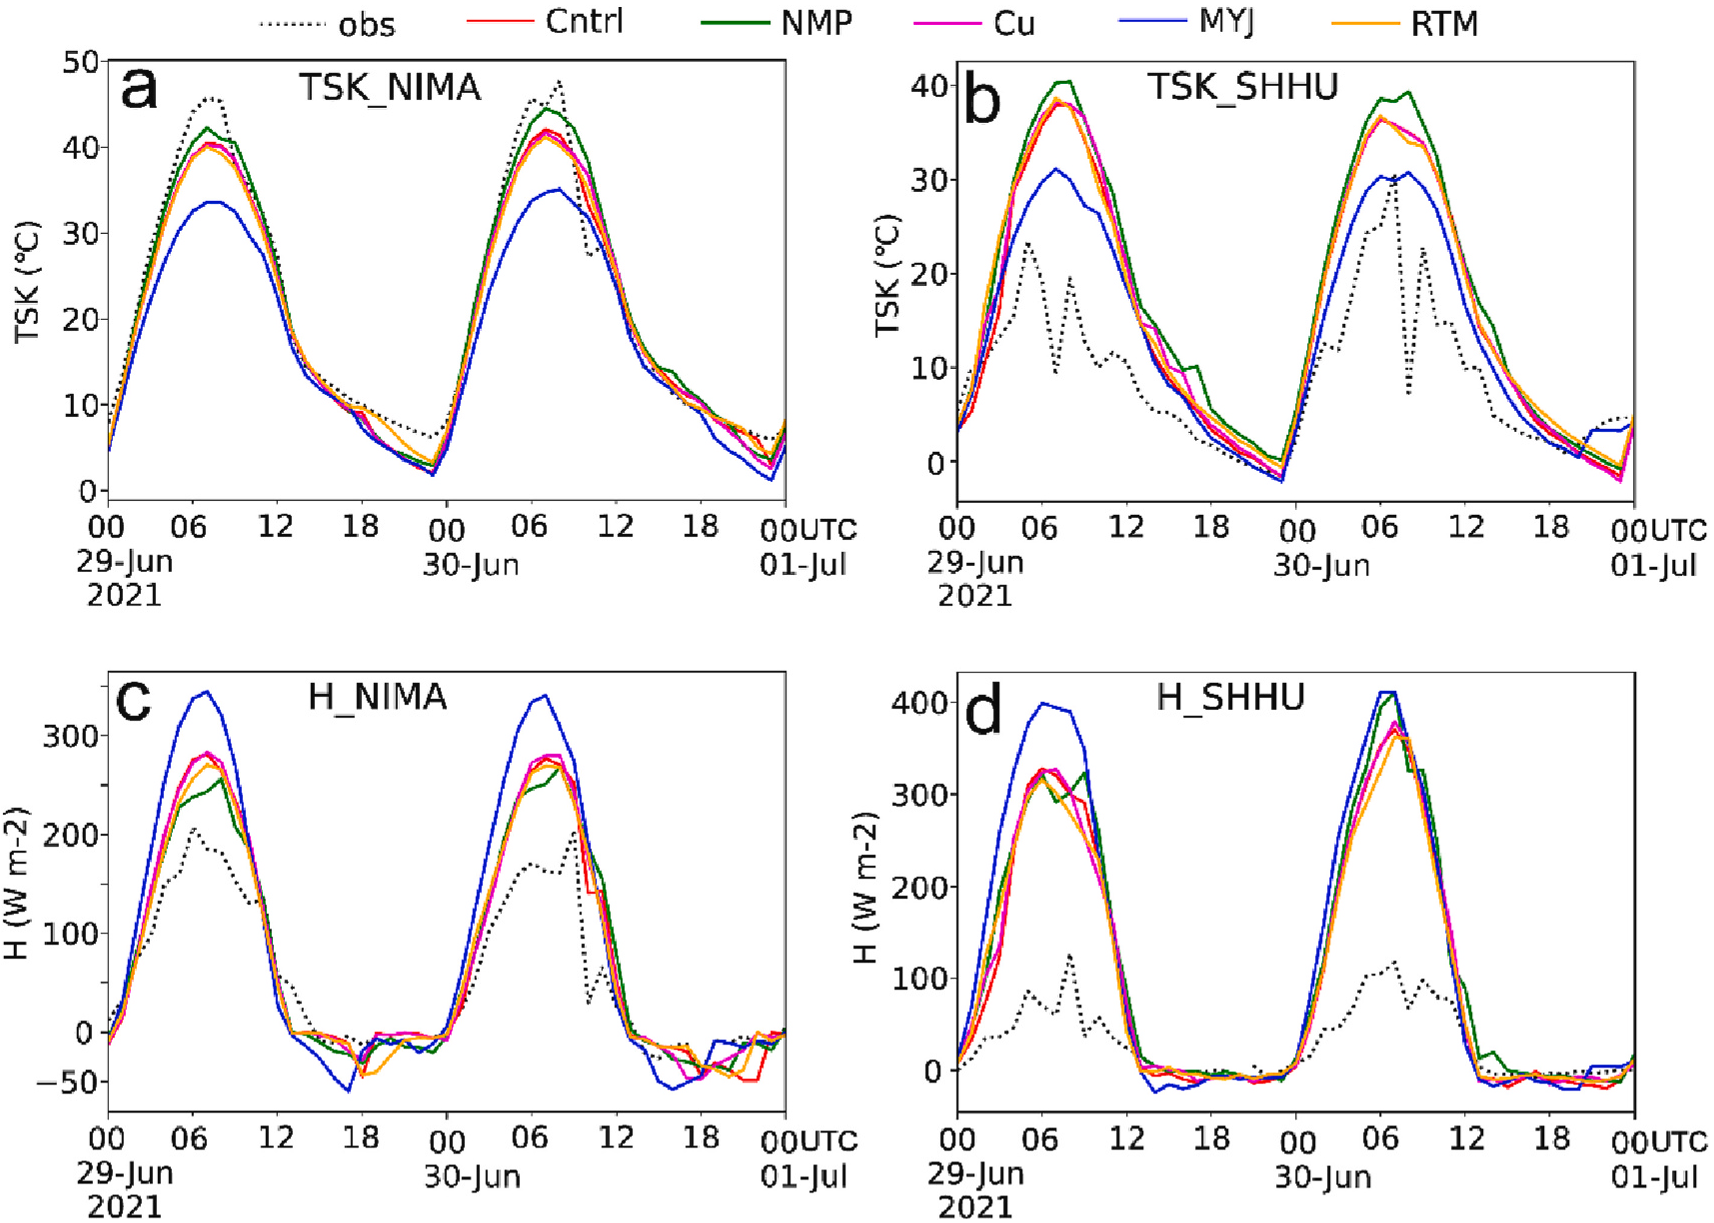 obs Cntrl NMP Cu MYJ RTM
a TSK_NIMA
TSK (°C)
50
40
30
20
10
0
00 06 12 18 00 06 12 18 00UTC
29-Jun 30-Jun 01-Jul
2021
b TSK_SHHU
TSK (°C)
40
30
20
10
0
00 06 12 18 00 06 12 18 00UTC
29-Jun 30-Jun 01-Jul
2021
c H_NIMA
H (W m-2)
300
200
100
0
−50
00 06 12 18 00 06 12 18 00UTC
29-Jun 30-Jun 01-Jul
2021
d H_SHHU
H (W m-2)
400
300
200
100
0
00 06 12 18 00 06 12 18 00UTC
29-Jun 30-Jun 01-Jul
2021